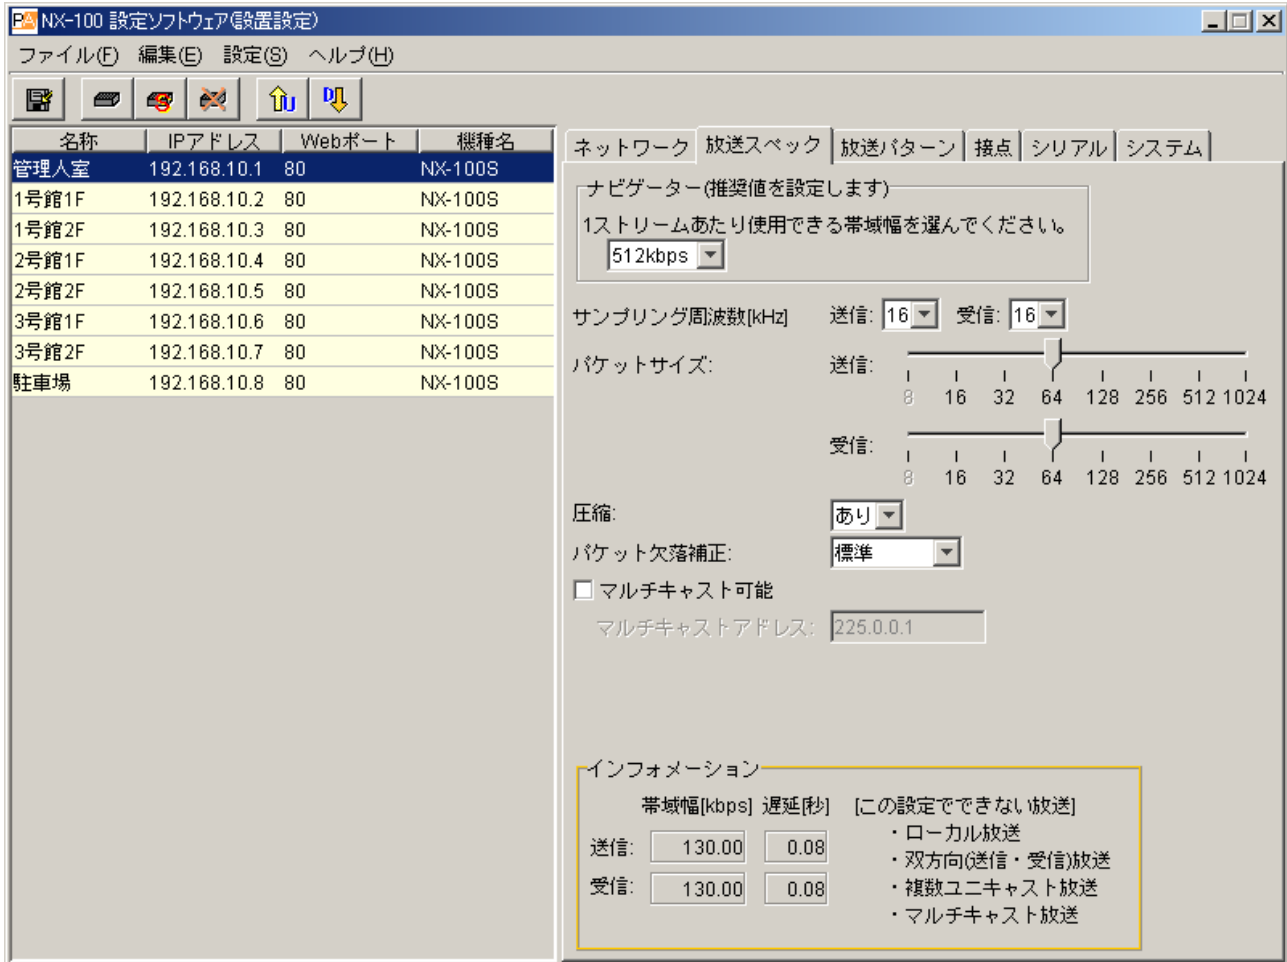 PA NX-100 設定ソフトウェア(設置設定)
ファイル(F) 編集(E) 設定(S) ヘルプ(H)
U D
名称 IPアドレス Webポート 機種名
管理人室 192.168.10.1 80 NX-100S
1号館1F 192.168.10.2 80 NX-100S
1号館2F 192.168.10.3 80 NX-100S
2号館1F 192.168.10.4 80 NX-100S
2号館2F 192.168.10.5 80 NX-100S
3号館1F 192.168.10.6 80 NX-100S
3号館2F 192.168.10.7 80 NX-100S
駐車場 192.168.10.8 80 NX-100S
ネットワーク 放送スペック 放送パターン 接点 シリアル システム
ナビゲーター(推奨値を設定します)
1ストリームあたり使用できる帯域幅を選んでください。
512kbps
サンプリング周波数[kHz] 送信: 16 受信: 16
パケットサイズ: 送信:
8 16 32 64 128 256 512 1024
受信:
8 16 32 64 128 256 512 1024
圧縮: あり
パケット欠落補正: 標準
マルチキャスト可能
マルチキャストアドレス: 225.0.0.1
インフォメーション
帯域幅[kbps] 遅延[秒] [この設定でできない放送]
・ローカル放送
送信: 130.00 0.08
・双方向(送信・受信)放送
受信: 130.00 0.08
・複数ユニキャスト放送
・マルチキャスト放送